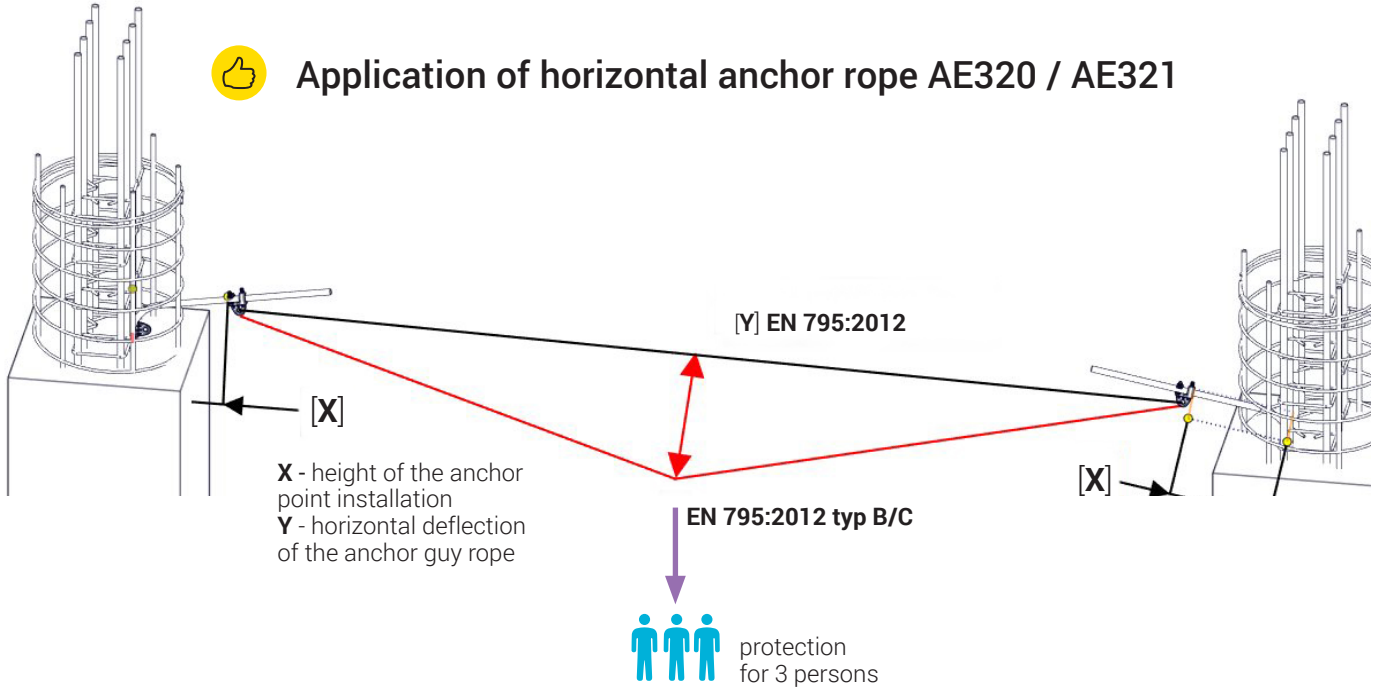 Application of horizontal anchor rope AE320 / AE321
[Y] EN 795:2012
[X]
[X]
X - height of the anchor
point installation
Y - horizontal deflection
of the anchor guy rope
EN 795:2012 typ B/C
protection
for 3 persons